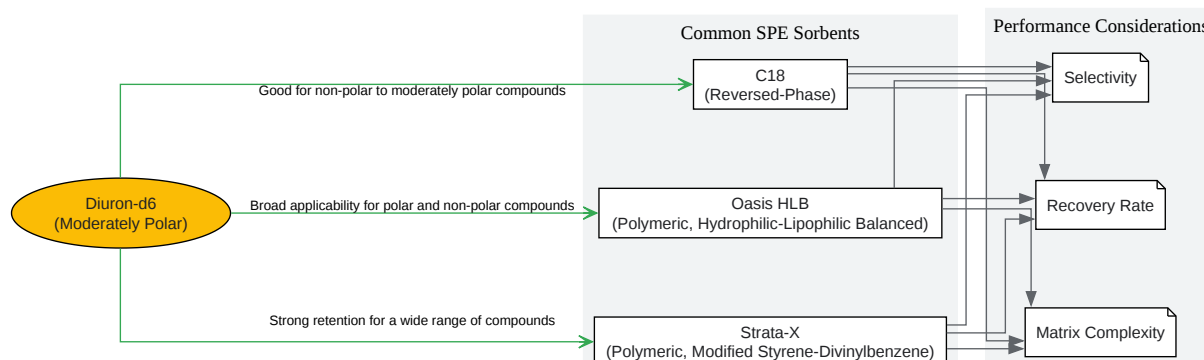 Common SPE Sorbents
Performance Considerations
C18
(Reversed-Phase)
Selectivity
Good for non-polar to moderately polar compounds
Diuron-d6
(Moderately Polar)
Broad applicability for polar and non-polar compounds
Oasis HLB
(Polymeric, Hydrophilic-Lipophilic Balanced)
Recovery Rate
Strong retention for a wide range of compounds
Strata-X
(Polymeric, Modified Styrene-Divinylbenzene)
Matrix Complexity